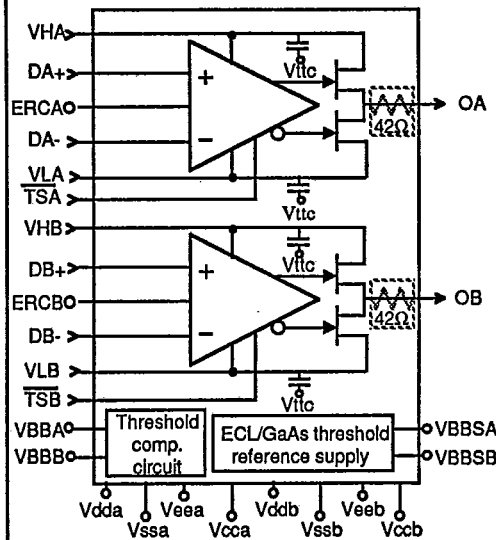 VHA
DA+
ERCA
DA-
VLA
TSA
Vttc
+
−
42Ω
OA
Vttc
VHB
DB+
ERCB
DB-
VLB
TSB
Vttc
+
−
42Ω
OB
Vttc
VBBA
VBBB
Threshold
comp.
circuit
ECL/GaAs threshold
reference supply
VBBSA
VBBSB
Vdda
Vssa
Veea
Vcca
Vddb
Vssb
Veeb
Vccb